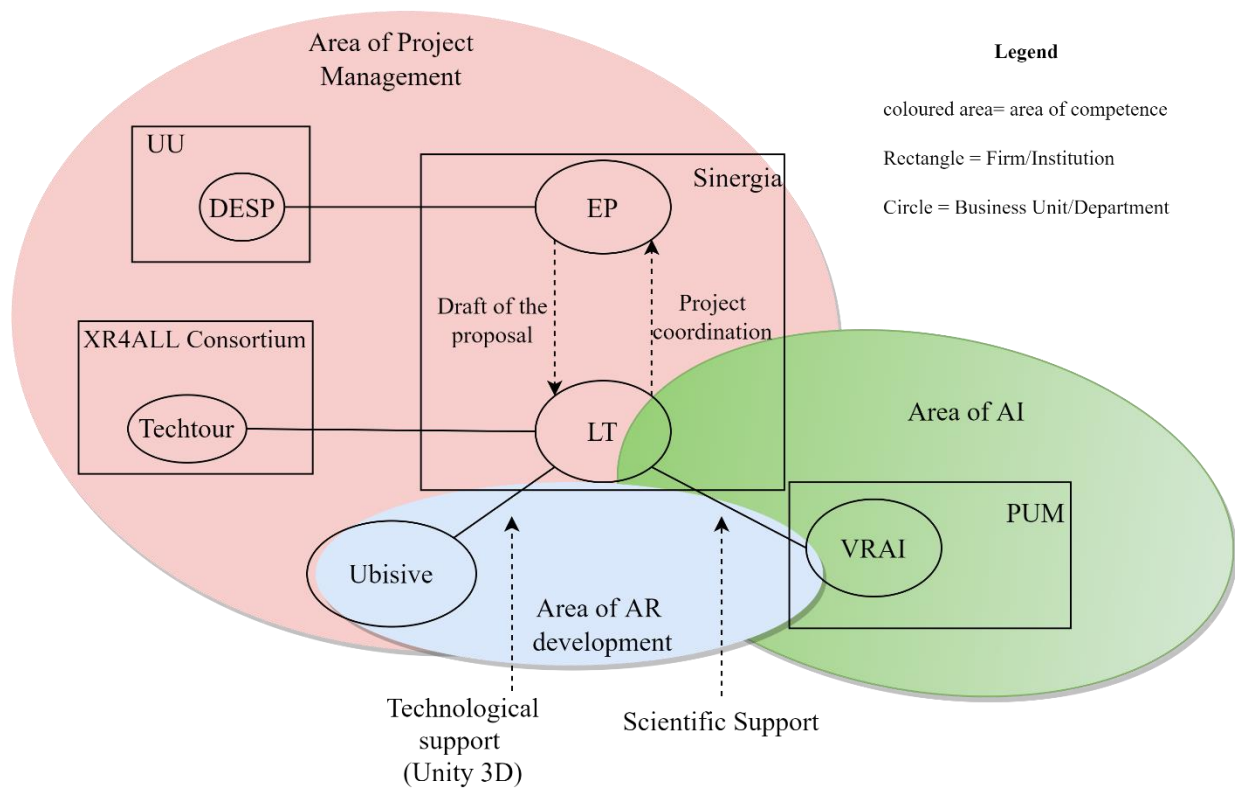 Area of Project
Management
Legend
coloured area= area of competence
Rectangle = Firm/Institution
Circle = Business Unit/Department
UU
DESP
Sinergia
EP
Draft of the
proposal
Project
coordination
XR4ALL Consortium
Techtour
LT
Area of AI
PUM
VRAI
Ubisive
Area of AR
development
Technological
support
(Unity 3D)
Scientific Support